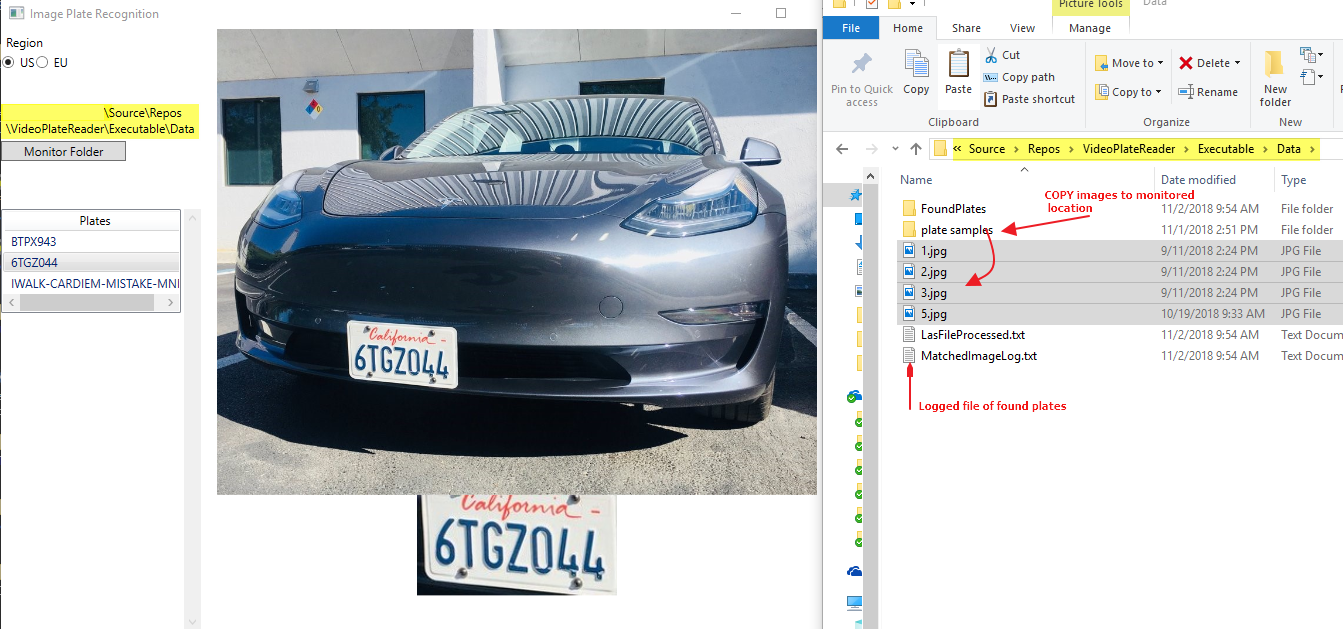 Image Plate Recognition
Region
US EU
\Source\Repos
\VideoPlateReader\Executable\Data
Monitor Folder
Plates
BTPX943
6TGZ044
IWALK-CARDIEM-MISTAKE-MNI
California
6TGZ044
California
6TGZ044
Picture Tools
Data
File Home Share View Manage
Pin to Quick access
Copy
Paste
Cut
Copy path
Paste shortcut
Clipboard
Move to
Copy to
Delete
Rename
Organize
New folder
New
« Source > Repos > VideoPlateReader > Executable > Data >
Name Date modified Type
COPY images to monitored
location
FoundPlates 11/2/2018 9:54 AM File folder
plate samples 11/1/2018 2:51 PM File folder
1.jpg 9/11/2018 2:24 PM JPG File
2.jpg 9/11/2018 2:24 PM JPG File
3.jpg 9/11/2018 2:24 PM JPG File
5.jpg 10/19/2018 9:33 AM JPG File
LasFileProcessed.txt 11/2/2018 9:54 AM Text Docum
MatchedImageLog.txt 11/2/2018 9:54 AM Text Docum
Logged file of found plates